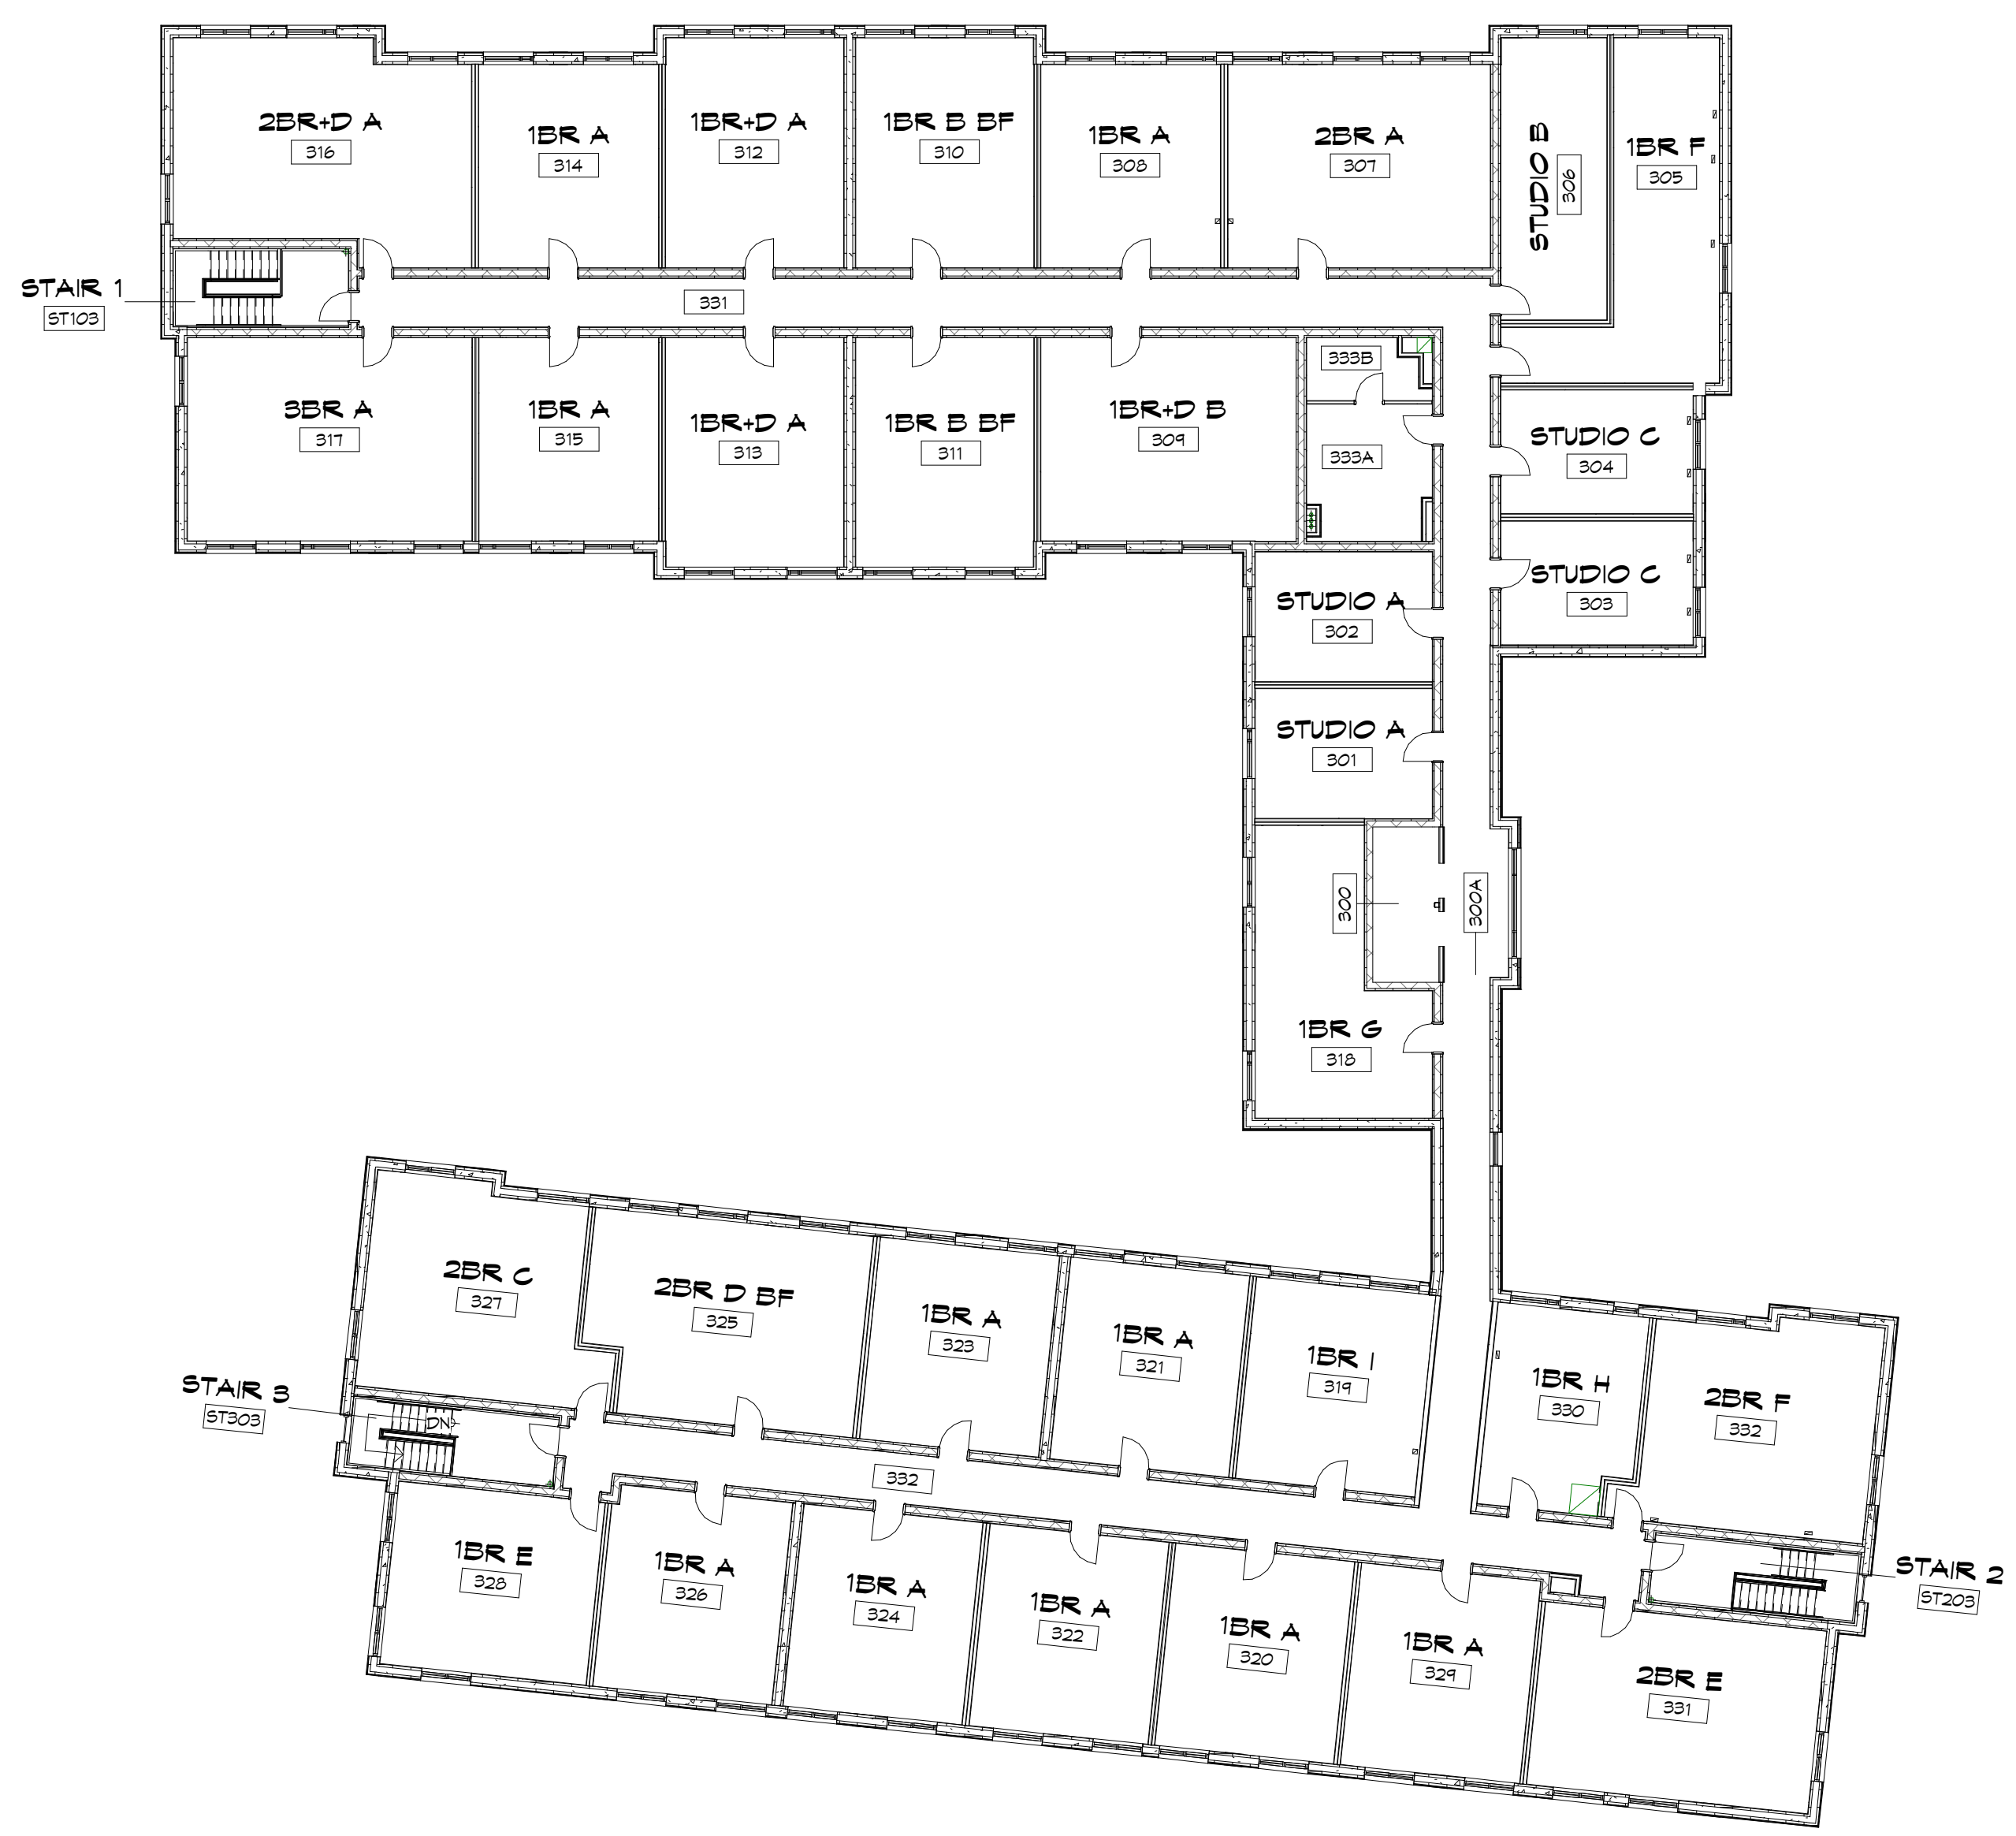 2BR+D A
316
1BR A
314
1BR+D A
312
1BR B BF
310
1BR A
308
2BR A
307
STUDIO B
306
1BR F
305
STAIR 1
ST103
331
3BR A
317
1BR A
315
1BR+D A
313
1BR B BF
311
1BR+D B
309
333B
333A
STUDIO C
304
STUDIO C
303
STUDIO A
302
STUDIO A
301
300
300A
1BR G
318
2BR C
327
2BR D BF
325
1BR A
323
1BR A
321
1BR I
319
1BR H
330
2BR F
332
STAIR 3
ST303
DN
332
1BR E
328
1BR A
326
1BR A
324
1BR A
322
1BR A
320
1BR A
329
2BR E
331
STAIR 2
ST203